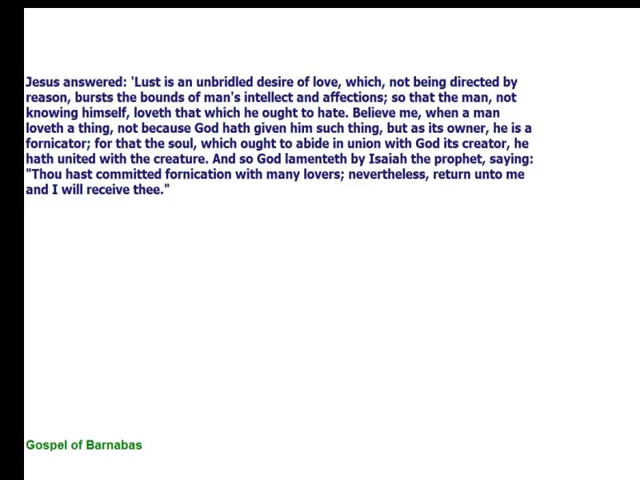 Jesus answered: 'Lust is an unbridled desire of love, which, not being directed by
reason, bursts the bounds of man's intellect and affections; so that the man, not
knowing himself, loveth that which he ought to hate. Believe me, when a man
loveth a thing, not because God hath given him such thing, but as its owner, he is a
fornicator; for that the soul, which ought to abide in union with God its creator, he
hath united with the creature. And so God lamenteth by Isaiah the prophet, saying:
"Thou hast committed fornication with many lovers; nevertheless, return unto me
and I will receive thee."
Gospel of Barnabas